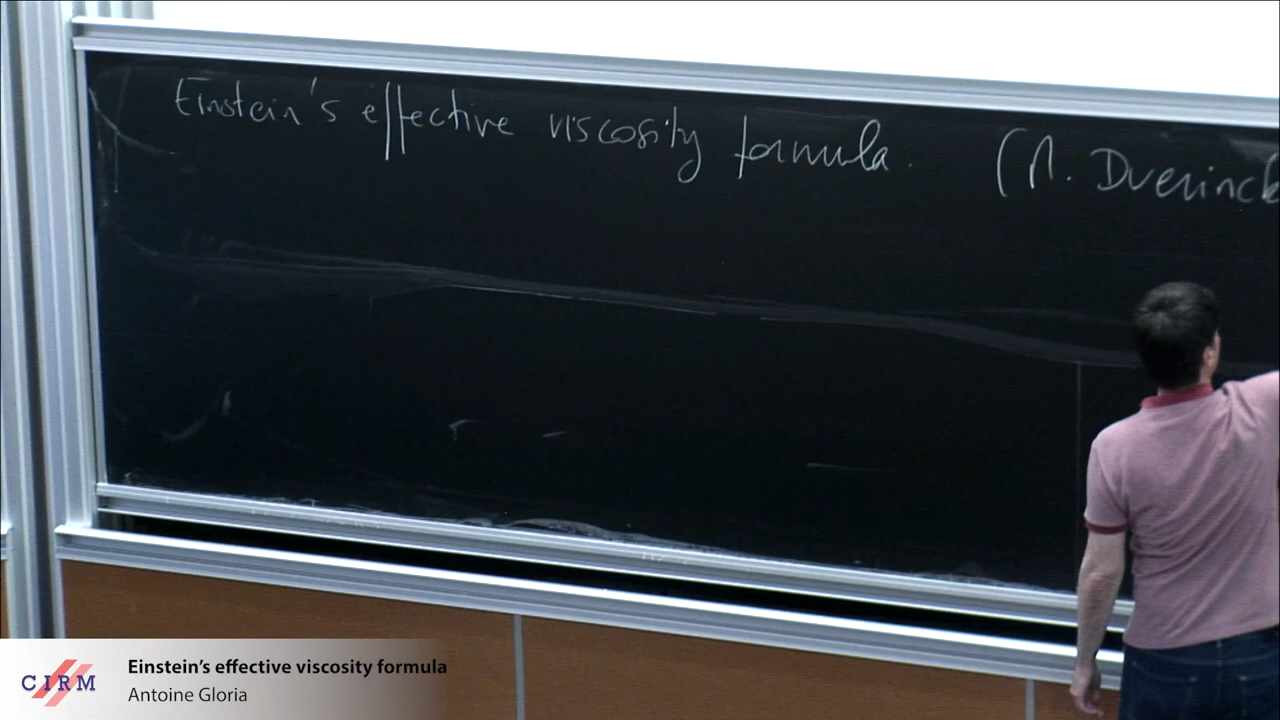 Einstein's effective viscosity formula. (M. Duerinck
CIRM
Einstein's effective viscosity formula
Antoine Gloria